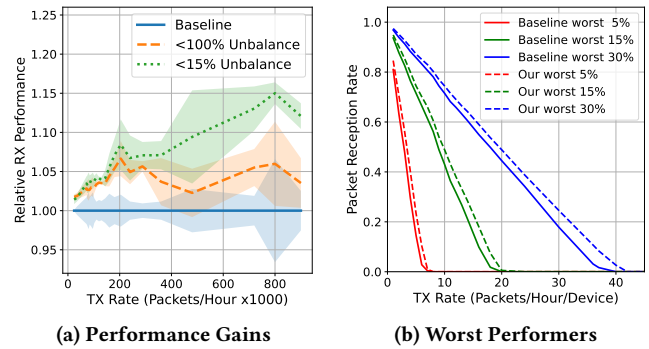 1.25
1.20
1.15
1.10
1.05
1.00
0.95
Relative RX Performance
Baseline
<100% Unbalance
<15% Unbalance
0 200 400 600 800
TX Rate (Packets/Hour x1000)
(a) Performance Gains
1.0
0.8
0.6
0.4
0.2
0.0
Packet Reception Rate
Baseline worst 5%
Baseline worst 15%
Baseline worst 30%
Our worst 5%
Our worst 15%
Our worst 30%
0 10 20 30 40
TX Rate (Packets/Hour/Device)
(b) Worst Performers